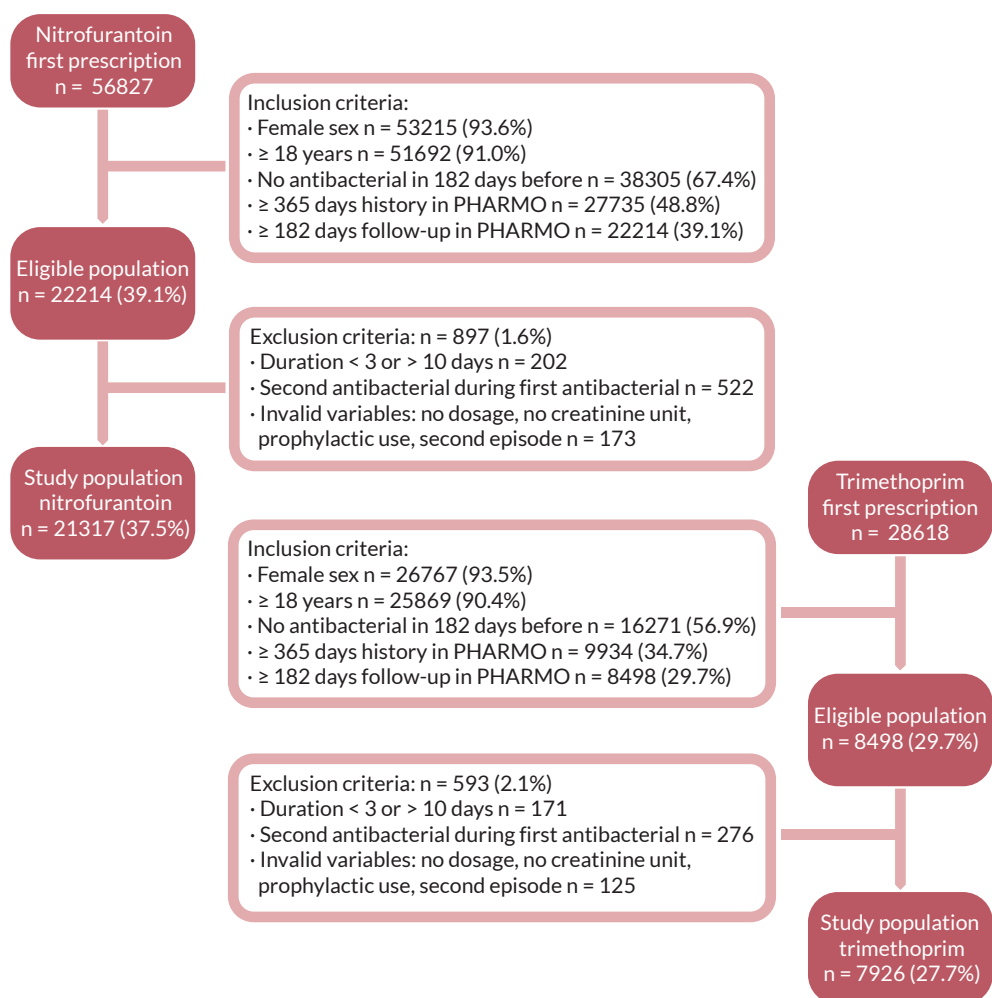 Nitrofurantoin
first prescription
n = 56827
Inclusion criteria:
· Female sex n = 53215 (93.6%)
· ≥ 18 years n = 51692 (91.0%)
· No antibacterial in 182 days before n = 38305 (67.4%)
· ≥ 365 days history in PHARMO n = 27735 (48.8%)
· ≥ 182 days follow-up in PHARMO n = 22214 (39.1%)
Eligible population
n = 22214 (39.1%)
Exclusion criteria: n = 897 (1.6%)
· Duration < 3 or > 10 days n = 202
· Second antibacterial during first antibacterial n = 522
· Invalid variables: no dosage, no creatinine unit,
prophylactic use, second episode n = 173
Study population
nitrofurantoin
n = 21317 (37.5%)
Trimethoprim
first prescription
n = 28618
Inclusion criteria:
· Female sex n = 26767 (93.5%)
· ≥ 18 years n = 25869 (90.4%)
· No antibacterial in 182 days before n = 16271 (56.9%)
· ≥ 365 days history in PHARMO n = 9934 (34.7%)
· ≥ 182 days follow-up in PHARMO n = 8498 (29.7%)
Eligible population
n = 8498 (29.7%)
Exclusion criteria: n = 593 (2.1%)
· Duration < 3 or > 10 days n = 171
· Second antibacterial during first antibacterial n = 276
· Invalid variables: no dosage, no creatinine unit,
prophylactic use, second episode n = 125
Study population
trimethoprim
n = 7926 (27.7%)